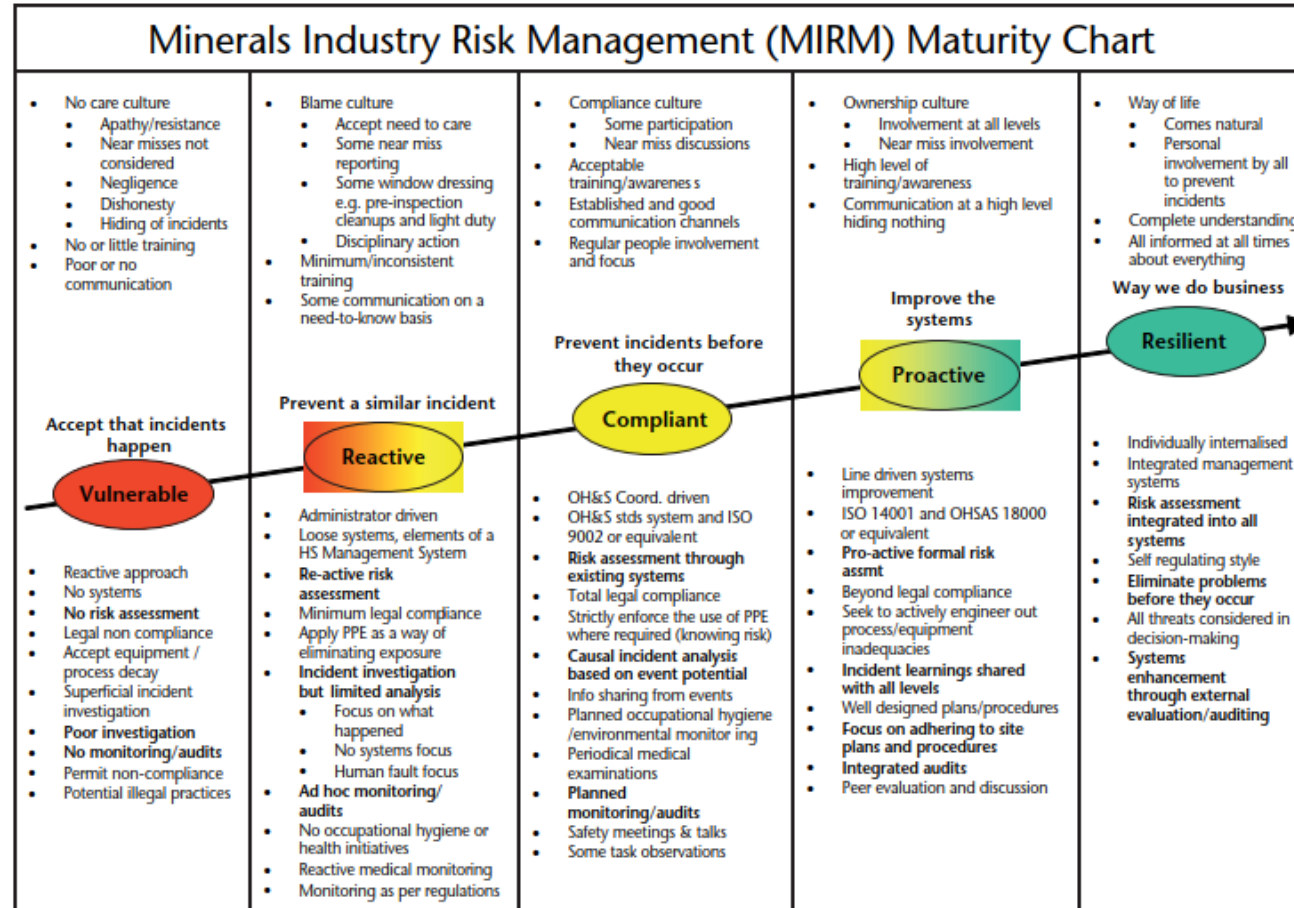 Minerals Industry Risk Management (MIRM) Maturity Chart
• No care culture
• Apathy/resistance
• Near misses not
considered
• Negligence
• Dishonesty
• Hiding of incidents
• No or little training
• Poor or no
communication
Accept that incidents
happen
Vulnerable
• Reactive approach
• No systems
• No risk assessment
• Legal non compliance
• Accept equipment /
process decay
• Superficial incident
investigation
• Poor investigation
• No monitoring/audits
• Permit non-compliance
• Potential illegal practices
• Blame culture
• Accept need to care
• Some near miss
reporting
• Some window dressing
e.g. pre-inspection
cleanups and light duty
• Disciplinary action
• Minimum/inconsistent
training
• Some communication on a
need-to-know basis
Prevent a similar incident
Reactive
• Administrator driven
• Loose systems, elements of a
HS Management System
• Re-active risk
assessment
• Minimum legal compliance
• Apply PPE as a way of
eliminating exposure
• Incident investigation
but limited analysis
• Focus on what
happened
• No systems focus
• Human fault focus
• Ad hoc monitoring/
audits
• No occupational hygiene or
health initiatives
• Reactive medical monitoring
• Monitoring as per regulations
• Compliance culture
• Some participation
• Near miss discussions
• Acceptable
training/awarenes s
• Established and good
communication channels
• Regular people involvement
and focus
Prevent incidents before
they occur
Compliant
• OH&S Coord. driven
• OH&S stds system and ISO
9002 or equivalent
• Risk assessment through
existing systems
• Total legal compliance
• Strictly enforce the use of PPE
where required (knowing risk)
• Causal incident analysis
based on event potential
• Info sharing from events
• Planned occupational hygiene
/environmental monitor ing
• Periodical medical
examinations
• Planned
monitoring/audits
• Safety meetings & talks
• Some task observations
• Ownership culture
• Involvement at all levels
• Near miss involvement
• High level of
training/awareness
• Communication at a high level
hiding nothing
Improve the
systems
Proactive
• Line driven systems
improvement
• ISO 14001 and OHSAS 18000
or equivalent
• Pro-active formal risk
assmt
• Beyond legal compliance
• Seek to actively engineer out
process/equipment
inadequacies
• Incident learnings shared
with all levels
• Well designed plans/procedures
• Focus on adhering to site
plans and procedures
• Integrated audits
• Peer evaluation and discussion
• Way of life
• Comes natural
• Personal
involvement by all
to prevent
incidents
• Complete understanding
• All informed at all times
about everything
Way we do business
Resilient
• Individually internalised
• Integrated management
systems
• Risk assessment
integrated into all
systems
• Self regulating style
• Eliminate problems
before they occur
• All threats considered in
decision-making
• Systems
enhancement
through external
evaluation/auditing